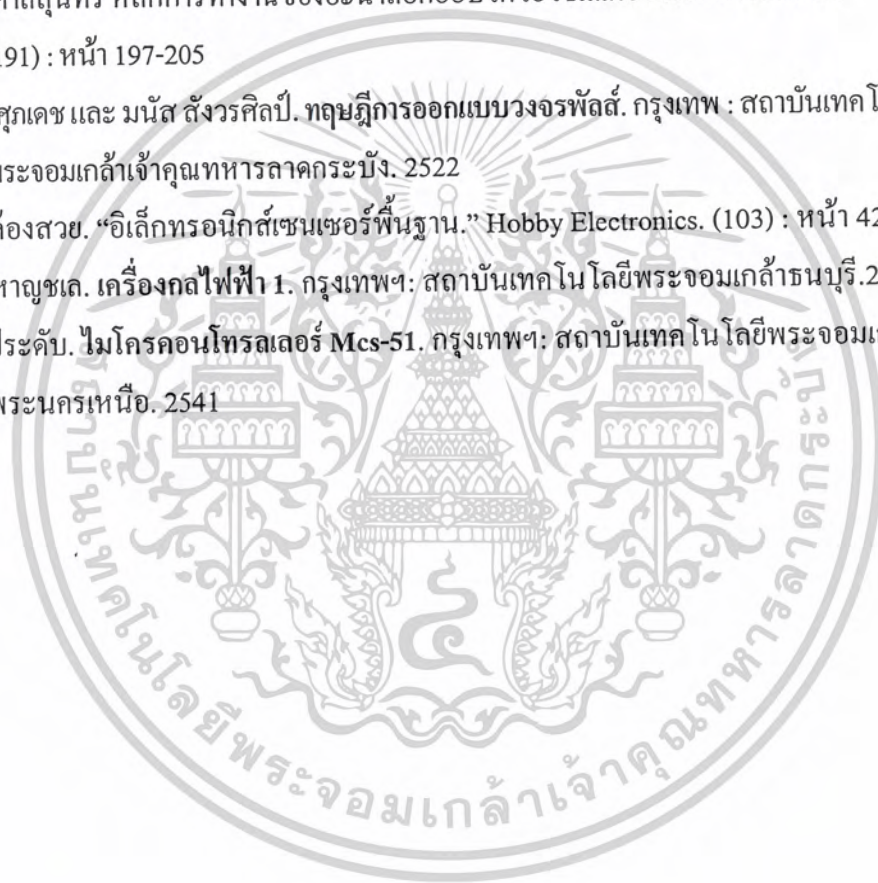 191) : หน้า 197-205
ศุภเดช และ มนัส สังวรศิลป์. ทฤษฎีการออกแบบวงจรพัลส์. กรุงเทพ : สถาบันเทคโ
พระจอมเกล้าเจ้าคุณทหารลาดกระบัง. 2522
ต้องสวย. “อิเล็กทรอนิกส์เซนเซอร์พื้นฐาน.” Hobby Electronics. (103) : หน้า 42
หาญชเล. เครื่องกลไฟฟ้า 1. กรุงเทพฯ: สถาบันเทคโนโลยีพระจอมเกล้าธนบุรี.2
ประดับ. ไมโครคอนโทรลเลอร์ Mcs-51. กรุงเทพฯ: สถาบันเทคโนโลยีพระจอมเ
พระนครเหนือ. 2541
สถาบันเทคโนโลยีพระจอมเกล้าเจ้าคุณทหารลาดกระบัง